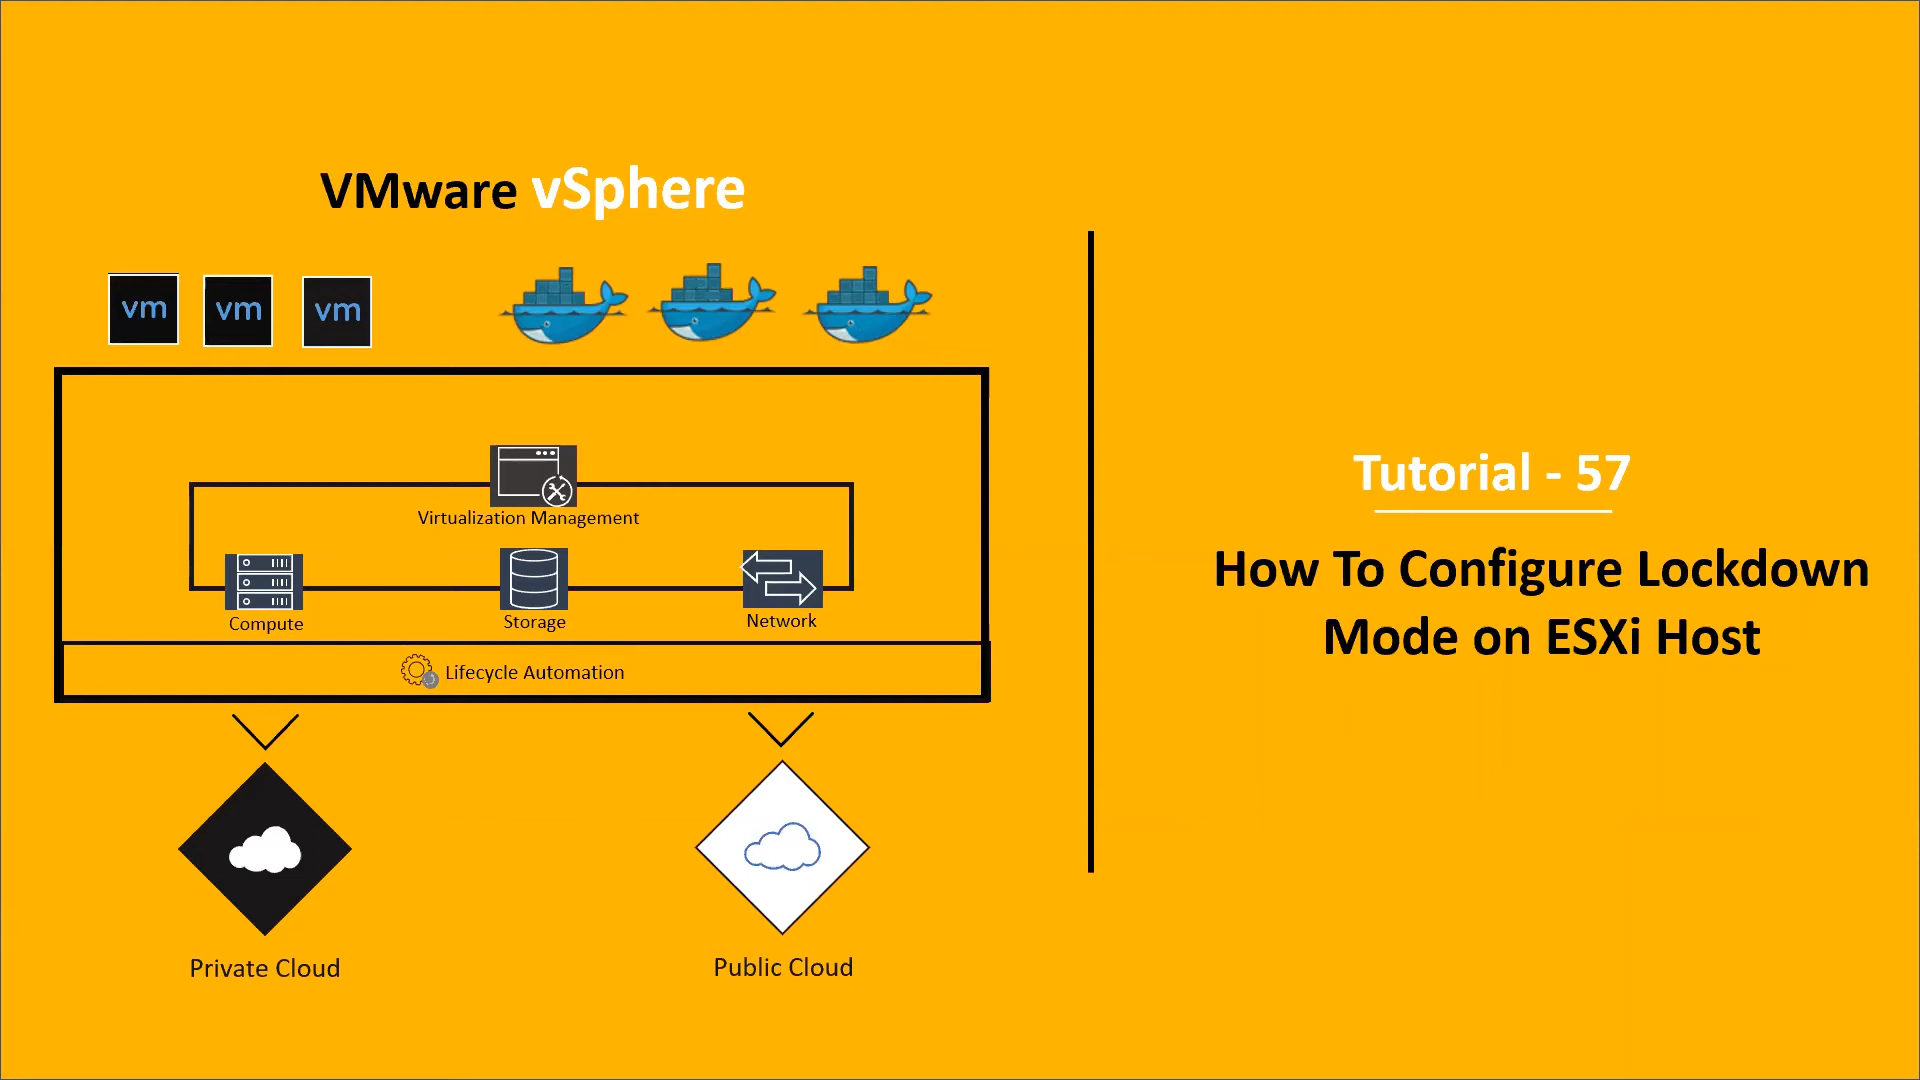 VMware vSphere
vm vm vm
Virtualization Management
Compute Storage Network
Lifecycle Automation
Private Cloud Public Cloud
Tutorial - 57
How To Configure Lockdown
Mode on ESXi Host